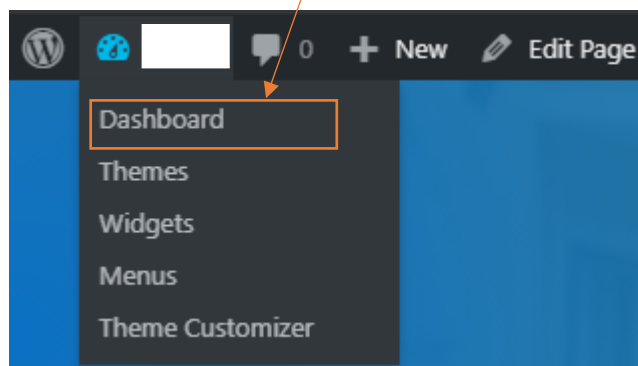 0 New Edit Page
Dashboard
Themes
Widgets
Menus
Theme Customizer